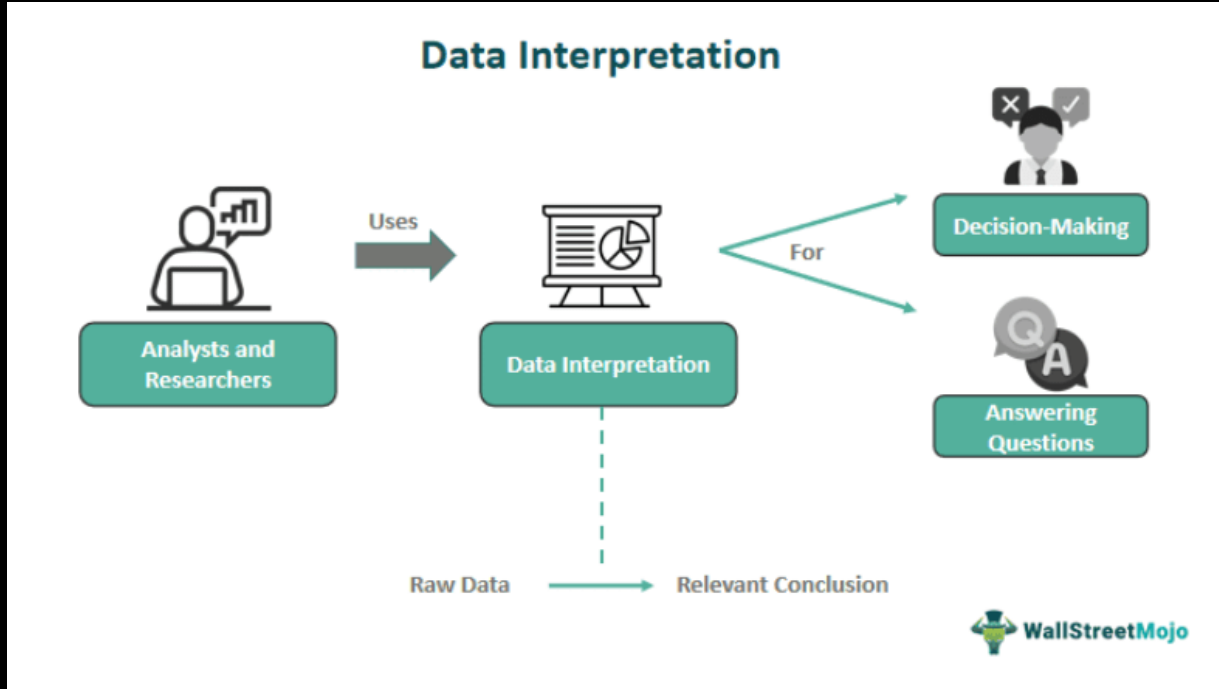 Data Interpretation
Uses
Analysts and
Researchers
Data Interpretation
For
Decision-Making
Q
A
Answering
Questions
Raw Data
Relevant Conclusion
WallStreetMojo